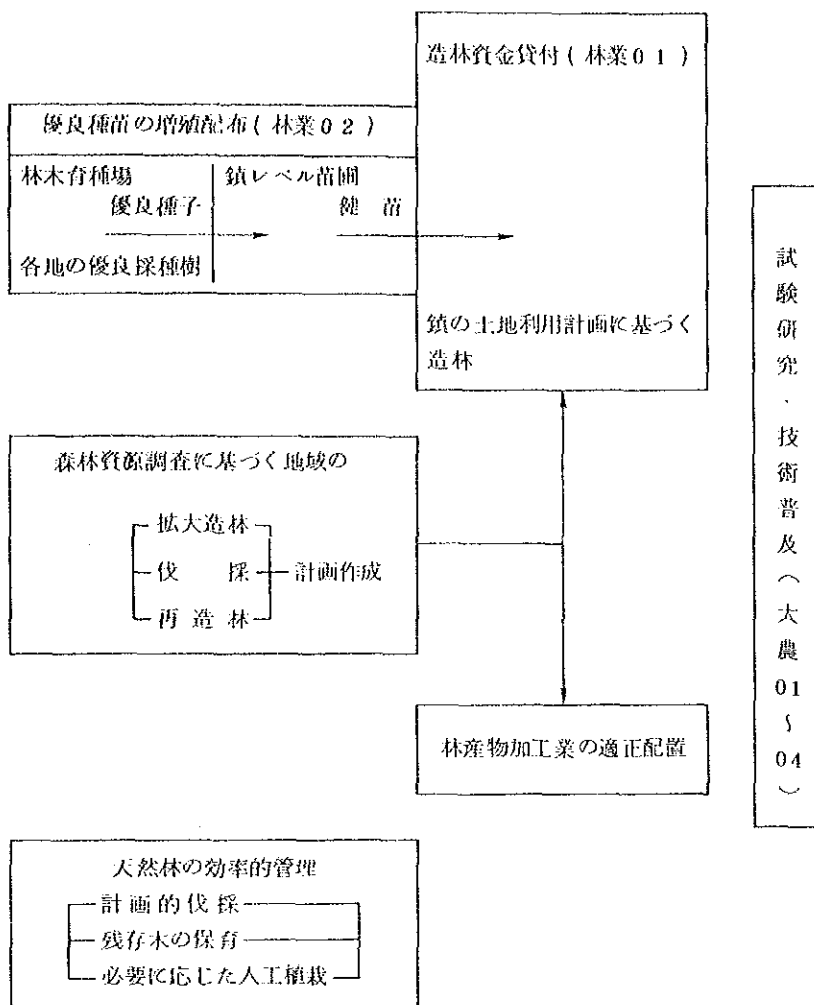 造林資金貸付(林業01)
優良種苗の増殖配布(林業02)
林木育種場
優良種子
各地の優良採種樹
鎮レベル苗圃
健 苗
鎮の土地利用計画に基づく
造林
森林資源調査に基づく地域の
拡大造林
伐 採
再造林
計画作成
林産物加工業の適正配置
天然林の効率的管理
計画的伐採
残存木の保育
必要に応じた人工植栽
試験研究・技術普及(大農01～04)